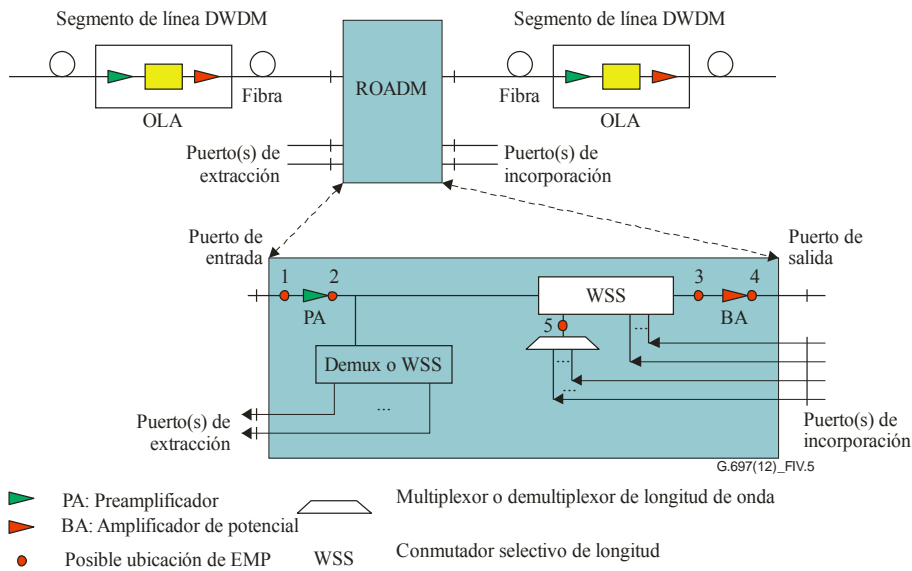 Segmento de línea DWDM
Segmento de línea DWDM
Fibra
ROADM
Fibra
OLA
OLA
Puerto(s) de
extracción
Puerto(s) de
incorporación
Puerto de
entrada
Puerto de
salida
1
2
PA
WSS
3
4
BA
5
...
...
...
Demux o WSS
...
Puerto(s) de
extracción
Puerto(s) de
incorporación
G.697(12)_FIV.5
PA: Preamplificador
BA: Amplificador de potencial
Posible ubicación de EMP
Multiplexor o demultiplexor de longitud de onda
WSS
Conmutador selectivo de longitud